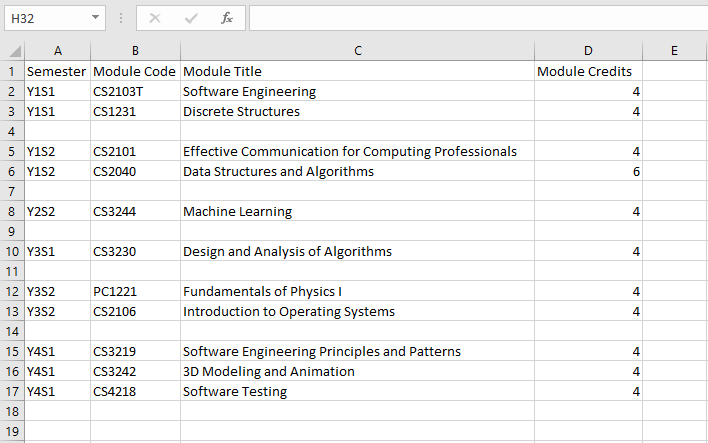 H32 fx
A B C D E
1 Semester Module Code Module Title Module Credits
2 Y1S1 CS2103T Software Engineering 4
3 Y1S1 CS1231 Discrete Structures 4
4
5 Y1S2 CS2101 Effective Communication for Computing Professionals 4
6 Y1S2 CS2040 Data Structures and Algorithms 6
7
8 Y2S2 CS3244 Machine Learning 4
9
10 Y3S1 CS3230 Design and Analysis of Algorithms 4
11
12 Y3S2 PC1221 Fundamentals of Physics I 4
13 Y3S2 CS2106 Introduction to Operating Systems 4
14
15 Y4S1 CS3219 Software Engineering Principles and Patterns 4
16 Y4S1 CS3242 3D Modeling and Animation 4
17 Y4S1 CS4218 Software Testing 4
18
19